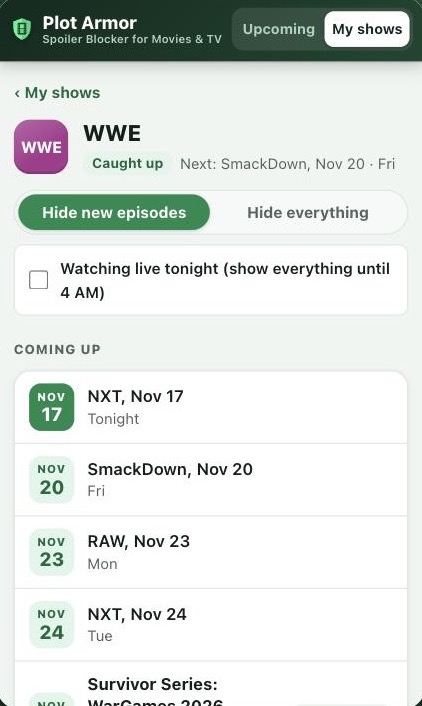 Plot Armor
Spoiler Blocker for Movies & TV
Upcoming
My shows
‹ My shows
WWE
WWE
Caught up
Next: SmackDown, Nov 20 · Fri
Hide new episodes
Hide everything
Watching live tonight (show everything until
4 AM)
COMING UP
NOV
17
NXT, Nov 17
Tonight
NOV
20
SmackDown, Nov 20
Fri
NOV
23
RAW, Nov 23
Mon
NOV
24
NXT, Nov 24
Tue
NOV
Survivor Series:
WarGames 2026